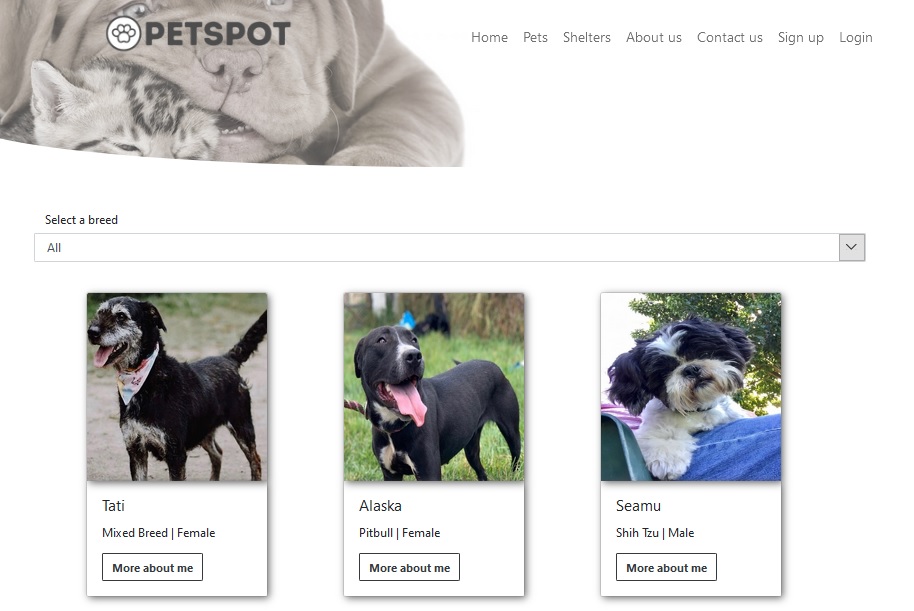 PETSPOT
Home Pets Shelters About us Contact us Sign up Login
Select a breed
All
Tati
Mixed Breed | Female
More about me
Alaska
Pitbull | Female
More about me
Seamu
Shih Tzu | Male
More about me